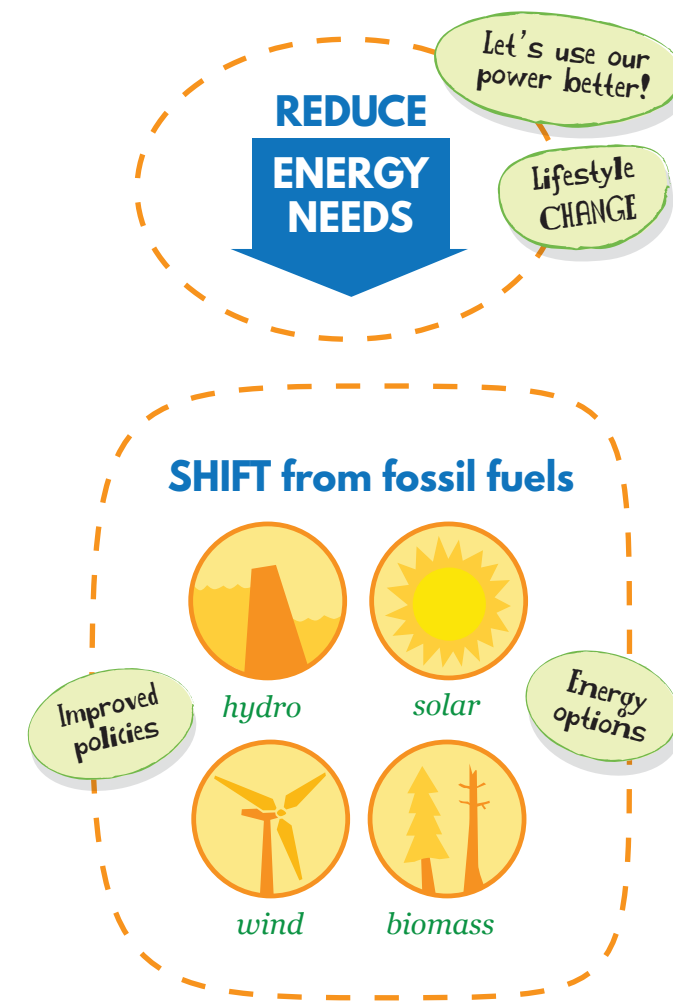 Let's use our
power better!
REDUCE
ENERGY
NEEDS
Lifestyle
CHANGE
SHIFT from fossil fuels
hydro
solar
Improved
policies
Energy
options
wind
biomass